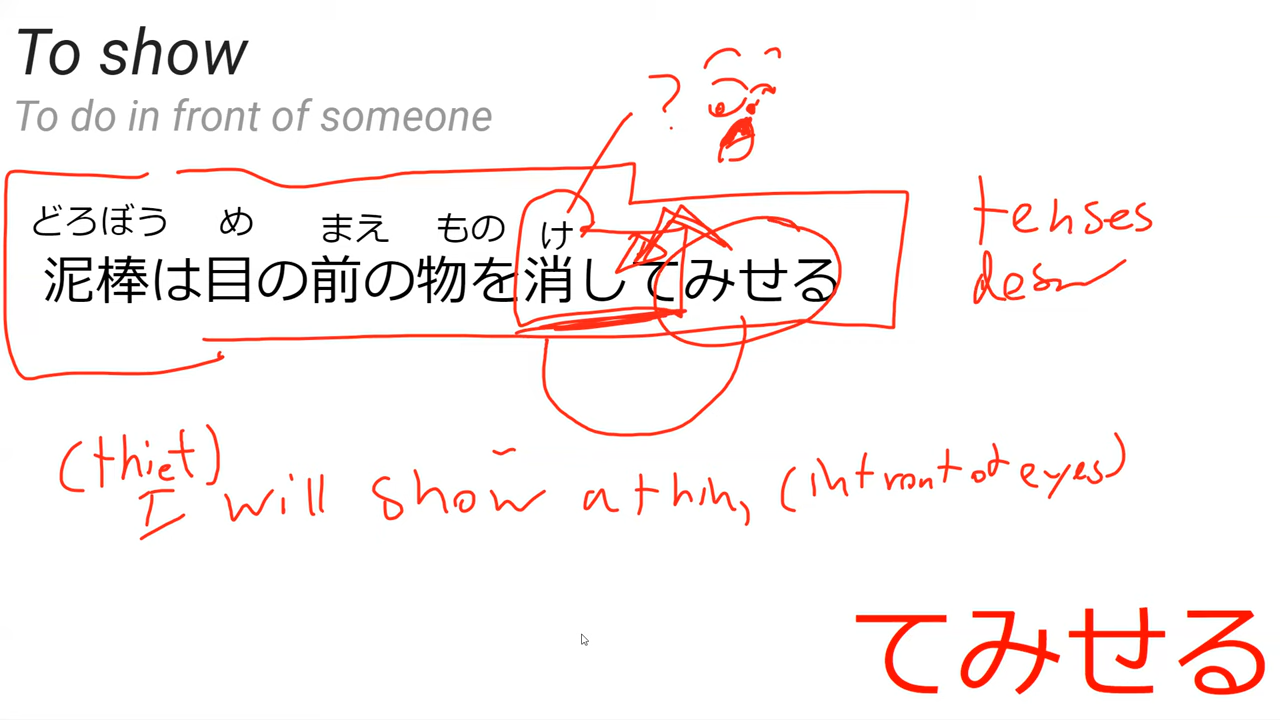 To show
To do in front of someone
?
どろぼう め まえ もの け
泥棒は目の前の物を消してみせる
tenses
(thief)
I will show a thin, (in front of eyes)
てみせる